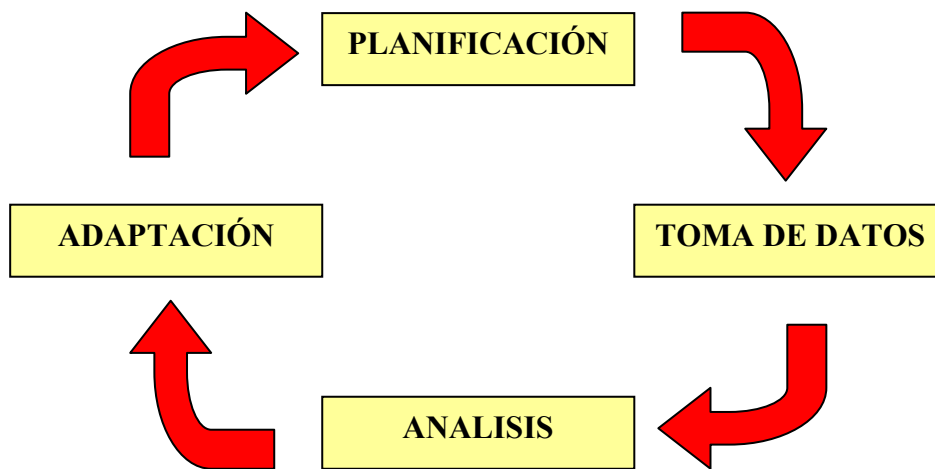 PLANIFICACIÓN
ADAPTACIÓN
TOMA DE DATOS
ANALISIS